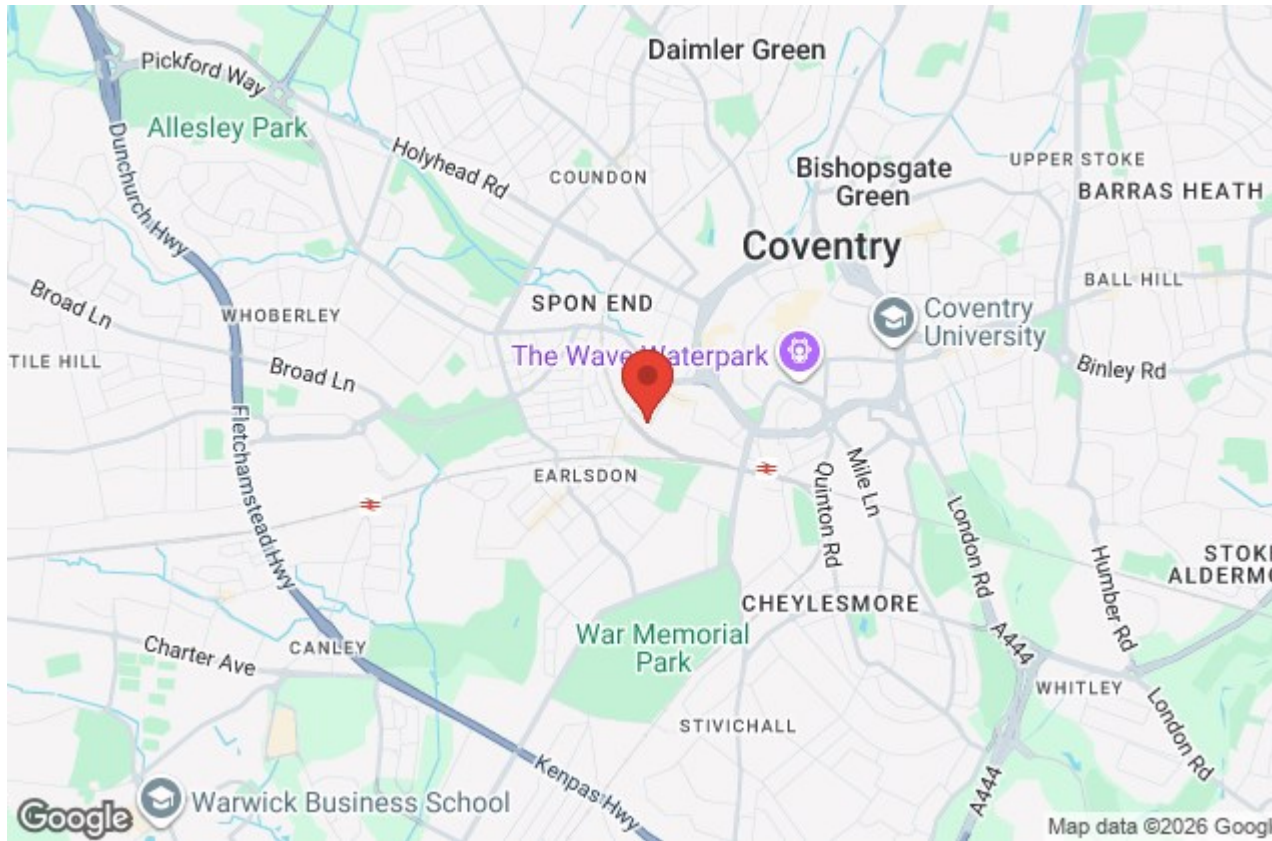 Daimler Green
Pickford Way
Allesley Park
Dunchurch Hwy
Holyhead Rd
COUNDON
Bishopsgate
Green
UPPER STOKE
BARRAS HEATH
Coventry
Broad Ln
WHOBERLEY
SPON END
BALL HILL
Coventry
University
TILE HILL
Broad Ln
The Wave Waterpark
Binley Rd
Fletchamstead Hwy
EARLSDON
Quinton Rd
Mile Ln
London Rd
Humber Rd
STOK
ALDERMO
CHEYLESMORE
War Memorial
Park
Charter Ave
CANLEY
A444
WHITLEY
London Rd
STIVICHALL
Kenpas Hwy
A444
Warwick Business School
Google
Map data ©2026 Googl